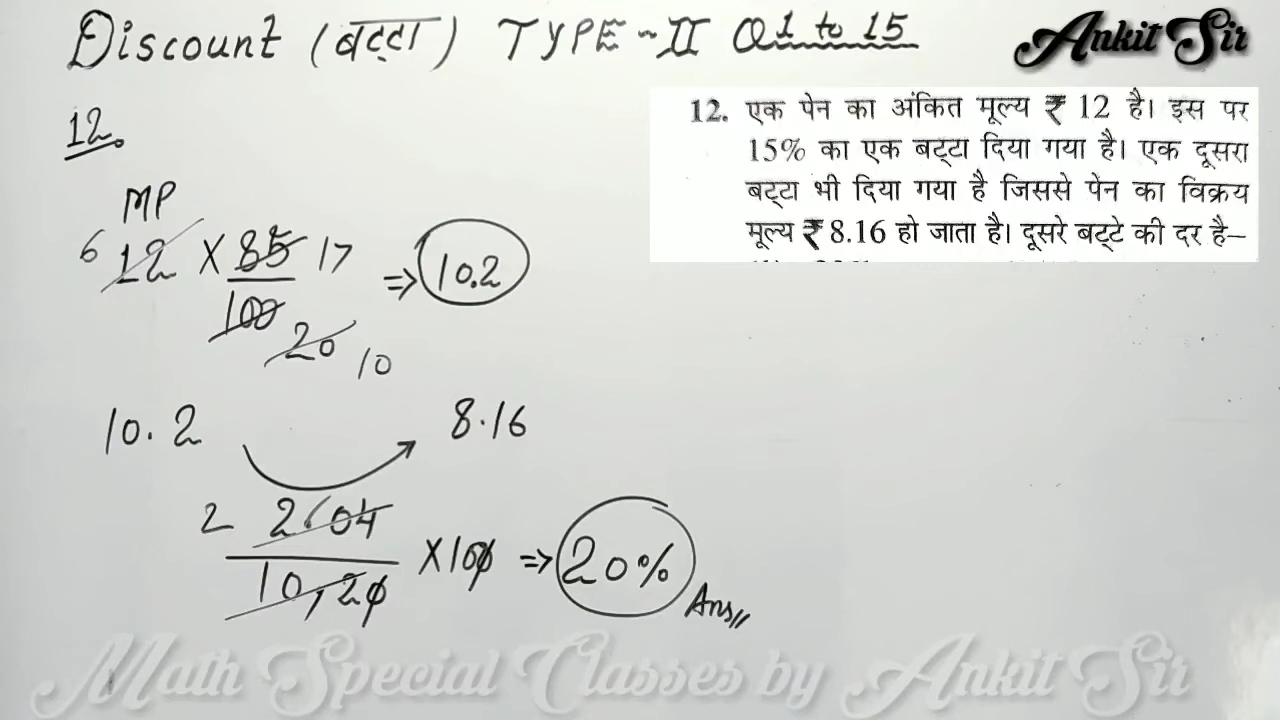 Discount (बट्टा) TYPE-II Q 1 to 15
Ankit Sir
12. एक पेन का अंकित मूल्य ₹ 12 है। इस पर
15% का एक बट्टा दिया गया है। एक दूसरा
बट्टा भी दिया गया है जिससे पेन का विक्रय
मूल्य ₹ 8.16 हो जाता है। दूसरे बट्टे की दर है–
12.
MP
6 12 × 85 17 ⇒ 10.2
100 20 10
10.2 8.16
2 2.04
10.20 ×100 ⇒ 20% Ans
Math Special Classes by Ankit Sir